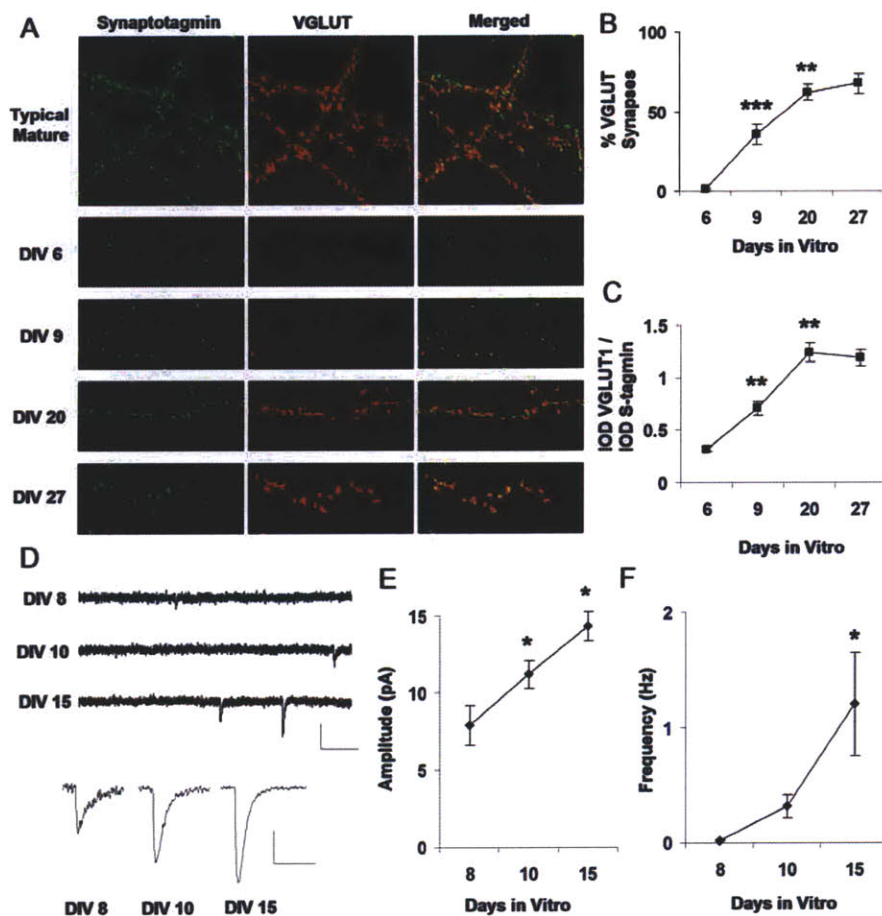 A
Synaptotagmin VGLUT Merged
Typical
Mature
DIV 6
DIV 9
DIV 20
DIV 27
B
% VGLUT
Synapses
100
50
0
6 9 20 27
*** **
Days in Vitro
C
IOD VGLUT1 /
IOD S-tagmin
1.5
1
0.5
0
6 9 20 27
** **
Days in Vitro
D
DIV 8
DIV 10
DIV 15
DIV 8 DIV 10 DIV 15
E
Amplitude (pA)
15
10
5
0
8 10 15
* *
Days in Vitro
F
Frequency (Hz)
2
1
0
8 10 15
*
Days in Vitro